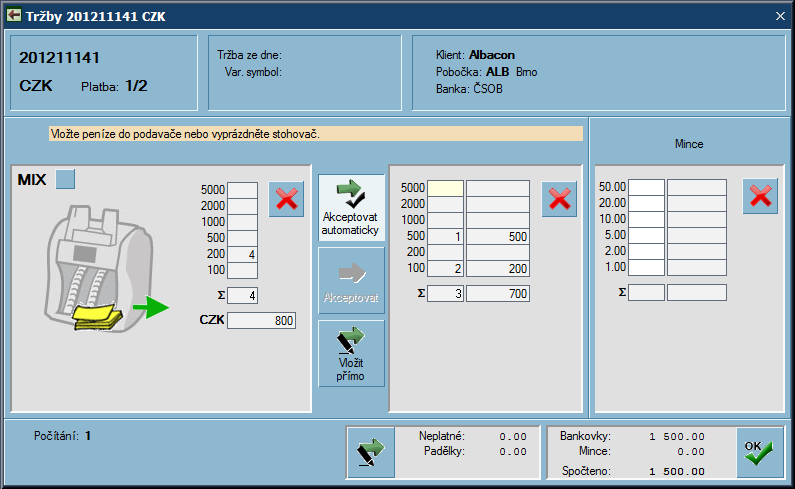 Tržby 201211141 CZK
201211141
CZK Platba: 1/2
Tržba ze dne:
Var. symbol:
Klient: Albacon
Pobočka: ALB Brno
Banka: ČSOB
Vložte peníze do podavače nebo vyprázdněte stohovač.
MIX
5000
2000
1000
500
200 4
100
Σ 4
CZK 800
Akceptovat
automaticky
Akceptovat
Vložit
přímo
5000
2000
1000
500 1 500
200
100 2 200
Σ 3 700
Mince
50.00
20.00
10.00
5.00
2.00
1.00
Σ
Počítání: 1
Neplatné: 0.00
Padělky: 0.00
Bankovky: 1 500.00
Mince: 0.00
Spočteno: 1 500.00
OK